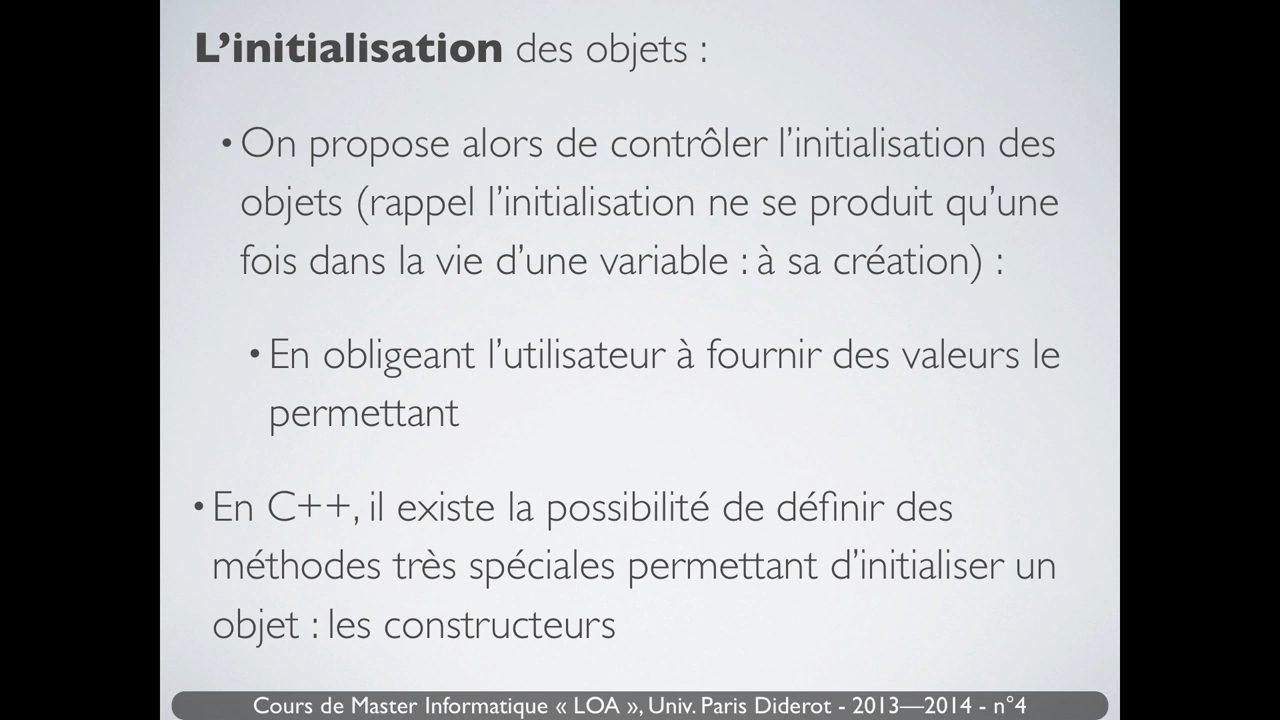 L’initialisation des objets :
• On propose alors de contrôler l’initialisation des
objets (rappel l’initialisation ne se produit qu’une
fois dans la vie d’une variable : à sa création) :
• En obligeant l’utilisateur à fournir des valeurs le
permettant
• En C++, il existe la possibilité de définir des
méthodes très spéciales permettant d’initialiser un
objet : les constructeurs
Cours de Master Informatique « LOA », Univ. Paris Diderot - 2013—2014 - n°4